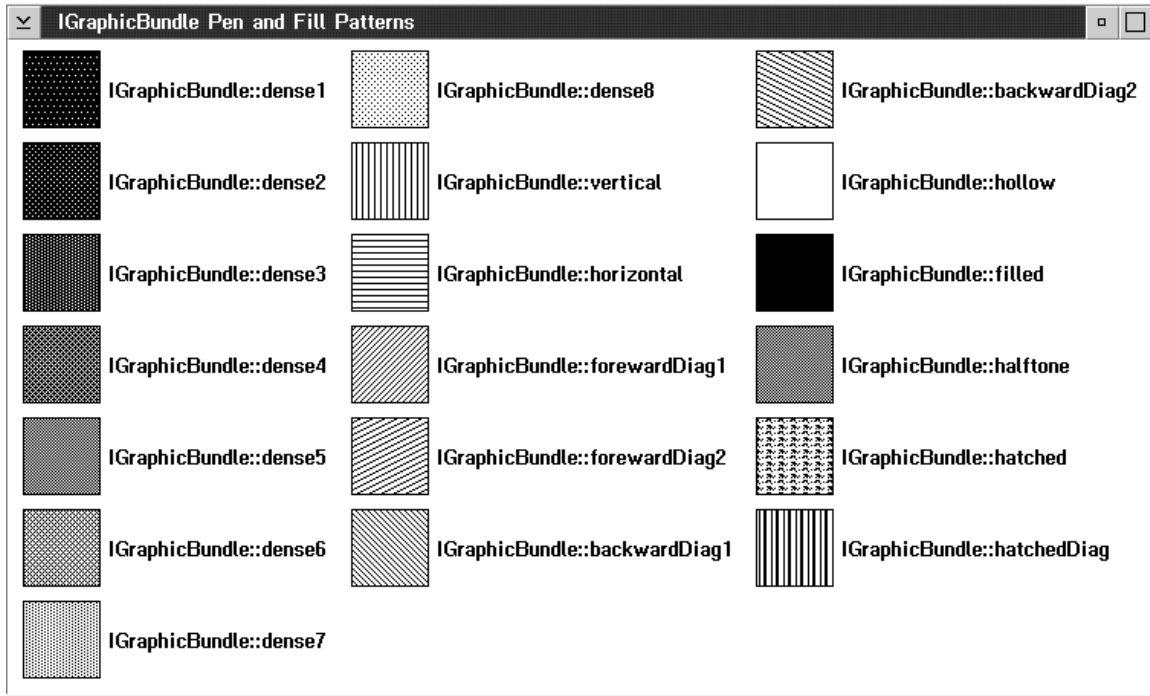 IGraphicBundle Pen and Fill Patterns
IGraphicBundle::dense1
IGraphicBundle::dense2
IGraphicBundle::dense3
IGraphicBundle::dense4
IGraphicBundle::dense5
IGraphicBundle::dense6
IGraphicBundle::dense7
IGraphicBundle::dense8
IGraphicBundle::vertical
IGraphicBundle::horizontal
IGraphicBundle::forewardDiag1
IGraphicBundle::forewardDiag2
IGraphicBundle::backwardDiag1
IGraphicBundle::backwardDiag2
IGraphicBundle::hollow
IGraphicBundle::filled
IGraphicBundle::halftone
IGraphicBundle::hatched
IGraphicBundle::hatchedDiag